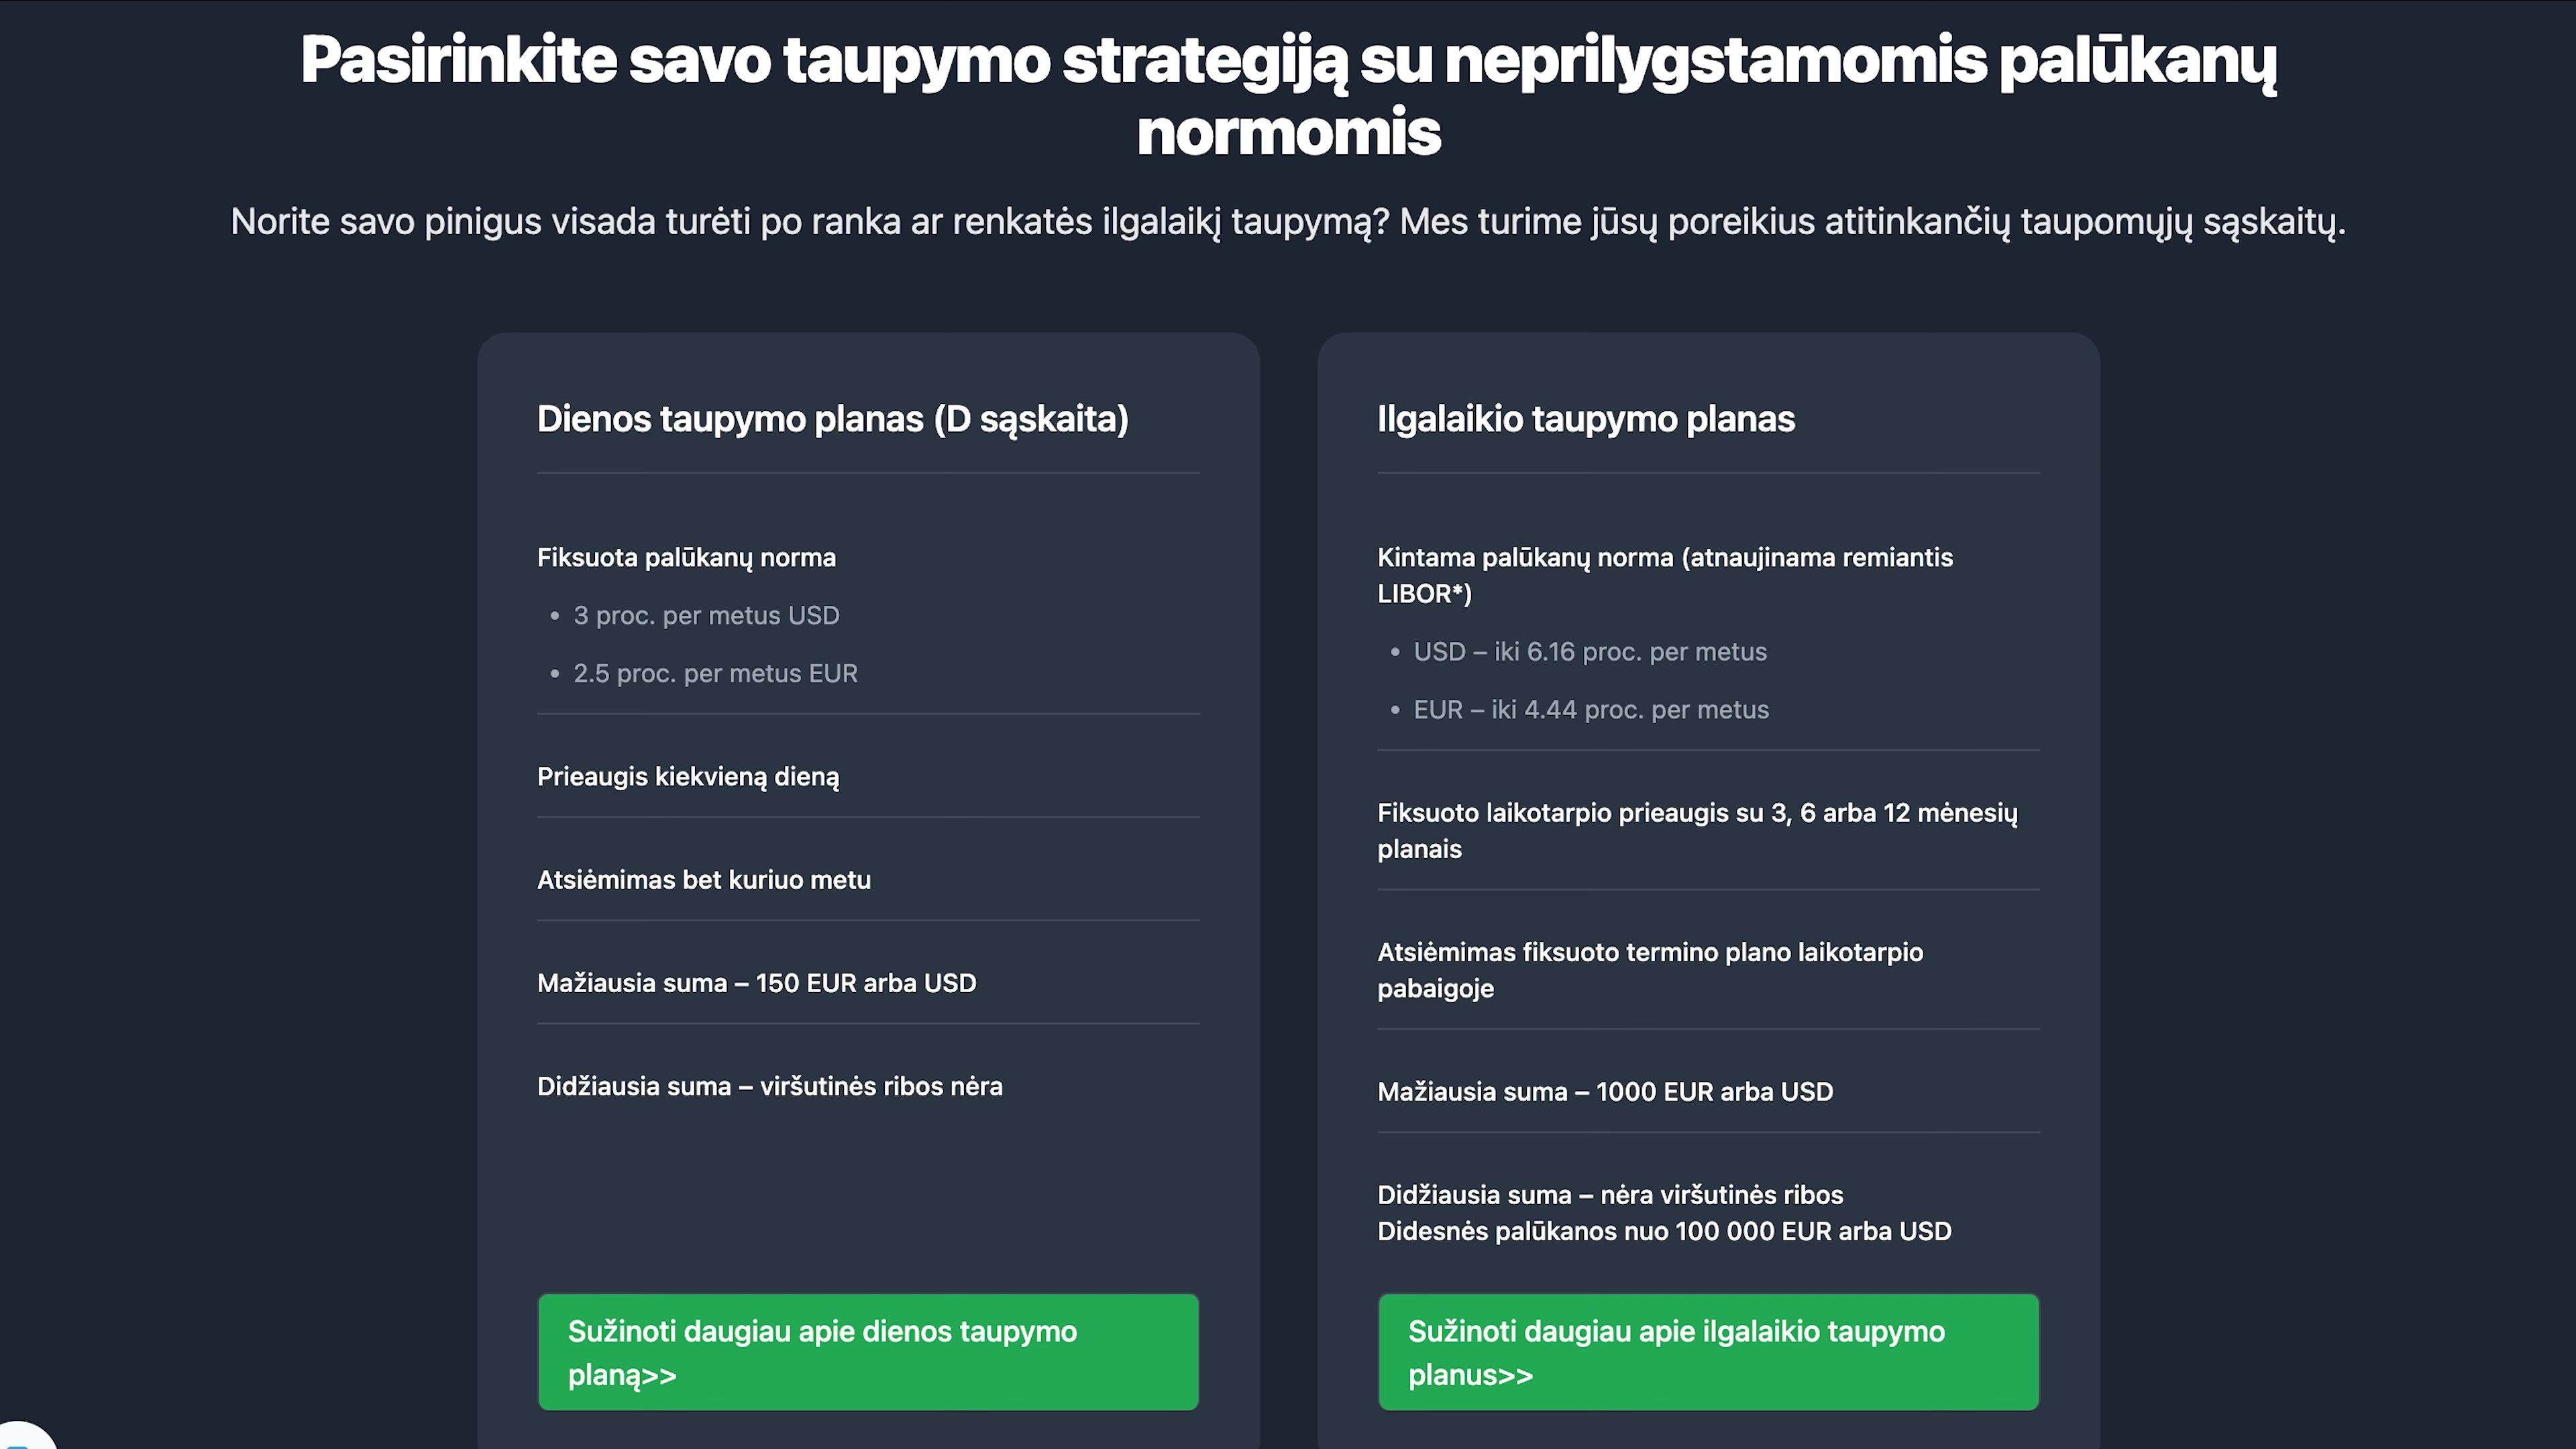 Pasirinkite savo taupymo strategiją su neprilygstamomis palūkanų
normomis
Norite savo pinigus visada turėti po ranka ar renkatės ilgalaikį taupymą? Mes turime jūsų poreikius atitinkančių taupomųjų sąskaitų.
Dienos taupymo planas (D sąskaita)
Fiksuota palūkanų norma
• 3 proc. per metus USD
• 2.5 proc. per metus EUR
Prieaugis kiekvieną dieną
Atsiėmimas bet kuriuo metu
Mažiausia suma – 150 EUR arba USD
Didžiausia suma – viršutinės ribos nėra
Sužinoti daugiau apie dienos taupymo
planą>>
Ilgalaikio taupymo planas
Kintama palūkanų norma (atnaujinama remiantis
LIBOR*)
• USD – iki 6.16 proc. per metus
• EUR – iki 4.44 proc. per metus
Fiksuoto laikotarpio prieaugis su 3, 6 arba 12 mėnesių
planais
Atsiėmimas fiksuoto termino plano laikotarpio
pabaigoje
Mažiausia suma – 1000 EUR arba USD
Didžiausia suma – nėra viršutinės ribos
Didesnės palūkanos nuo 100 000 EUR arba USD
Sužinoti daugiau apie ilgalaikio taupymo
planus>>